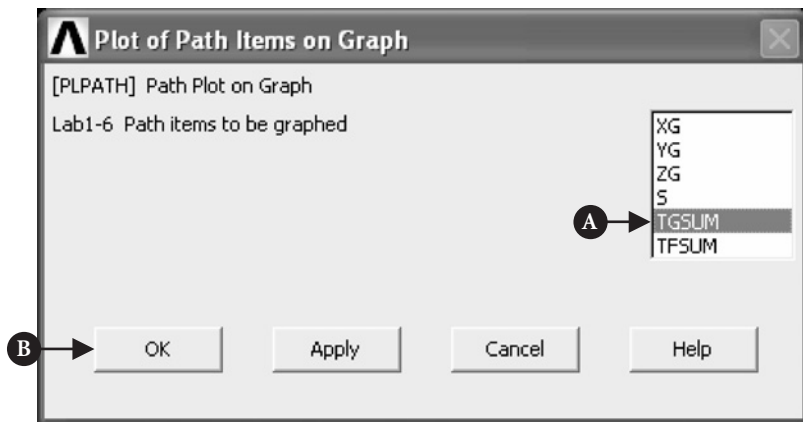 Plot of Path Items on Graph
[PLPATH] Path Plot on Graph
Lab1-6 Path items to be graphed
XG
YG
ZG
S
A
TGSUM
TFSUM
B
OK
Apply
Cancel
Help